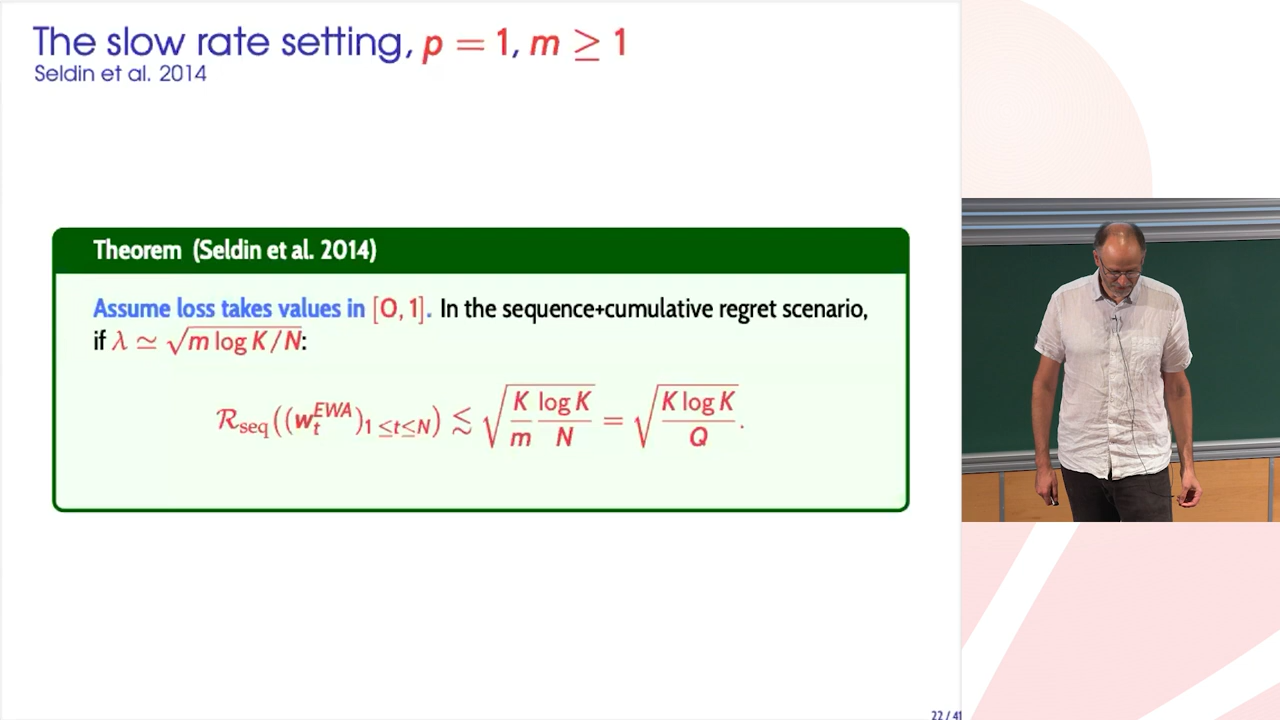 The slow rate setting, p = 1, m ≥ 1
Seldin et al. 2014
Theorem (Seldin et al. 2014)
Assume loss takes values in [0, 1]. In the sequence+cumulative regret scenario,
if λ ≃ √(m log K/N):
R_seq((w_t^EWA)_{1≤t≤N}) ≲ √(K/m log K/N) = √(K log K/Q).
22 / 41